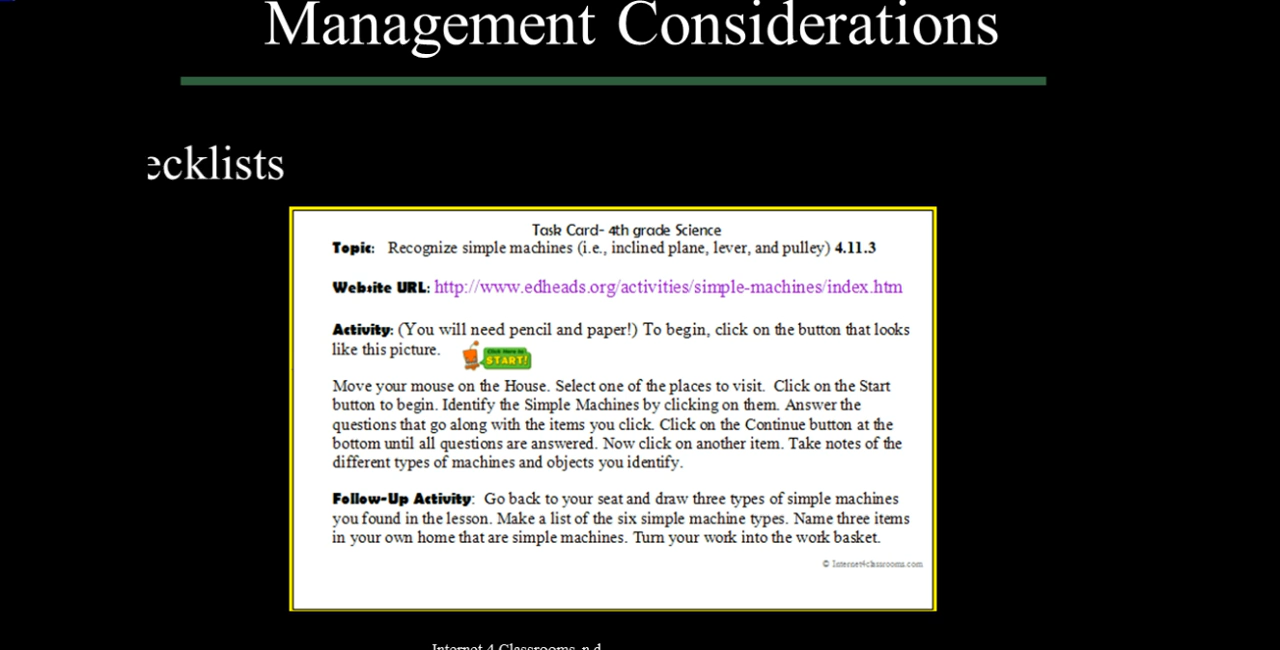 Management Considerations
ecklists
Task Card- 4th grade Science
Topic: Recognize simple machines (i.e., inclined plane, lever, and pulley) 4.11.3
Website URL: http://www.edheads.org/activities/simple-machines/index.htm
Activity: (You will need pencil and paper!) To begin, click on the button that looks
like this picture.
Click Here to
START!
Move your mouse on the House. Select one of the places to visit. Click on the Start
button to begin. Identify the Simple Machines by clicking on them. Answer the
questions that go along with the items you click. Click on the Continue button at the
bottom until all questions are answered. Now click on another item. Take notes of the
different types of machines and objects you identify.
Follow-Up Activity: Go back to your seat and draw three types of simple machines
you found in the lesson. Make a list of the six simple machine types. Name three items
in your own home that are simple machines. Turn your work into the work basket.
© Internet4classrooms.com
Internet 4 Classrooms, n.d.